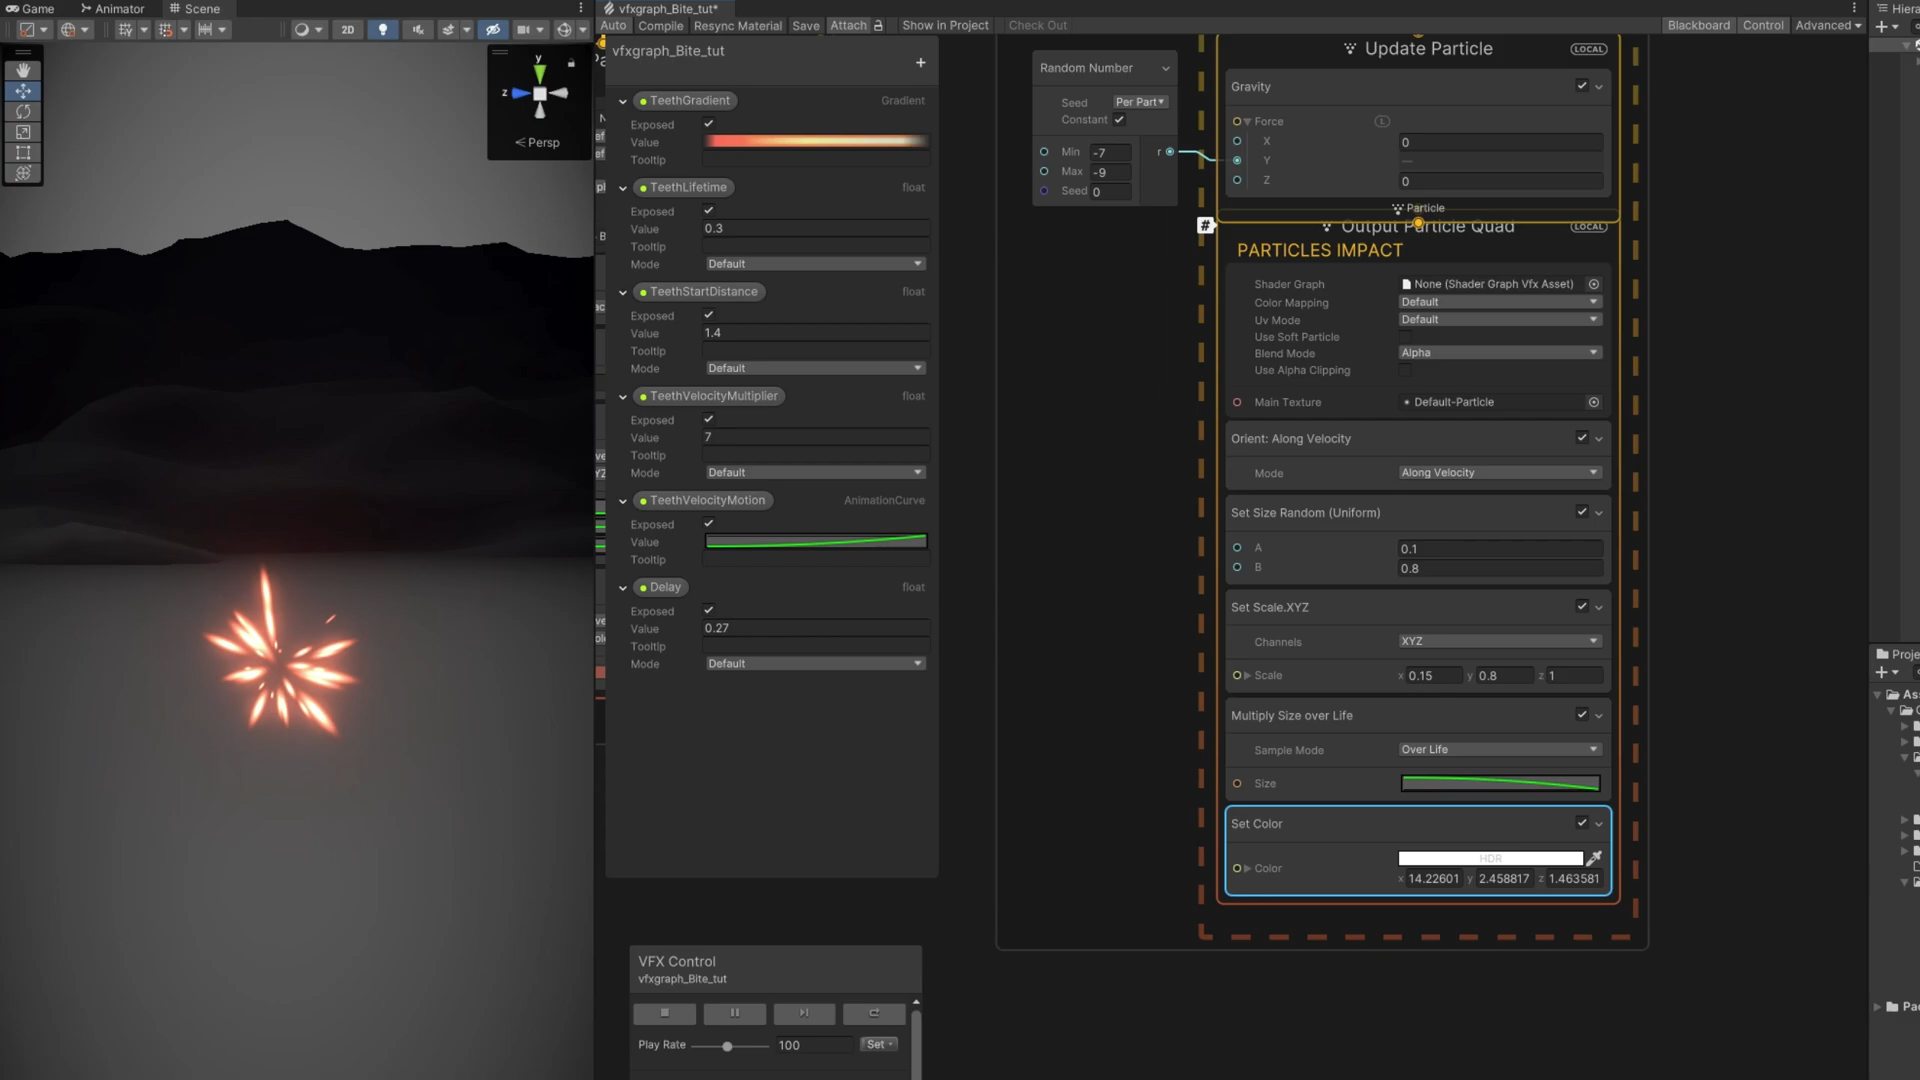 Game
Animator
Scene
2D
y
z
< Persp
vfxgraph_Bite_tut*
Auto
Compile
Resync Material
Save
Attach
Show in Project
Check Out
Blackboard
Control
Advanced
vfxgraph_Bite_tut
+
TeethGradient
Gradient
Exposed
Value
Tooltip
TeethLifetime
float
Exposed
Value 0.3
Tooltip
Mode Default
TeethStartDistance
float
Exposed
Value 1.4
Tooltip
Mode Default
TeethVelocityMultiplier
float
Exposed
Value 7
Tooltip
Mode Default
TeethVelocityMotion
AnimationCurve
Exposed
Value
Tooltip
Delay
float
Exposed
Value 0.27
Tooltip
Mode Default
VFX Control
vfxgraph_Bite_tut
Play Rate 100 Set
Random Number
Seed Per Part
Constant
Min -7
r
Max -9
Seed 0
Update Particle
LOCAL
Gravity
Force L
X 0
Y —
Z 0
Particle
#
Output Particle Quad
LOCAL
PARTICLES IMPACT
Shader Graph None (Shader Graph Vfx Asset)
Color Mapping Default
Uv Mode Default
Use Soft Particle
Blend Mode Alpha
Use Alpha Clipping
Main Texture Default-Particle
Orient: Along Velocity
Mode Along Velocity
Set Size Random (Uniform)
A 0.1
B 0.8
Set Scale.XYZ
Channels XYZ
Scale x 0.15 y 0.8 z 1
Multiply Size over Life
Sample Mode Over Life
Size
Set Color
Color HDR
x 14.22601 y 2.458817 z 1.463581
Hiera
Proje
As
Pa